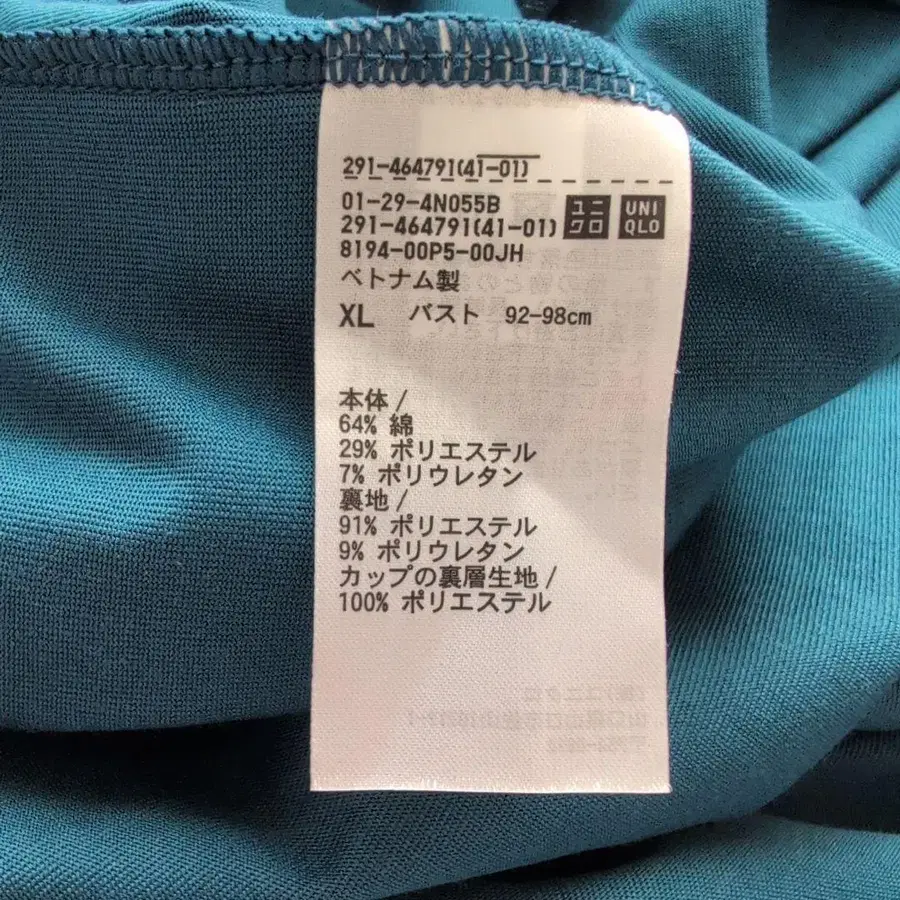 291-464791(41-01)
01-29-4N055B
291-464791(41-01)
ユニクロ
UNIQLO
8194-00P5-00JH
ベトナム製
XL バスト 92-98cm
本体/
64% 綿
29% ポリエステル
7% ポリウレタン
裏地/
91% ポリエステル
9% ポリウレタン
カップの裏層生地/
100% ポリエステル